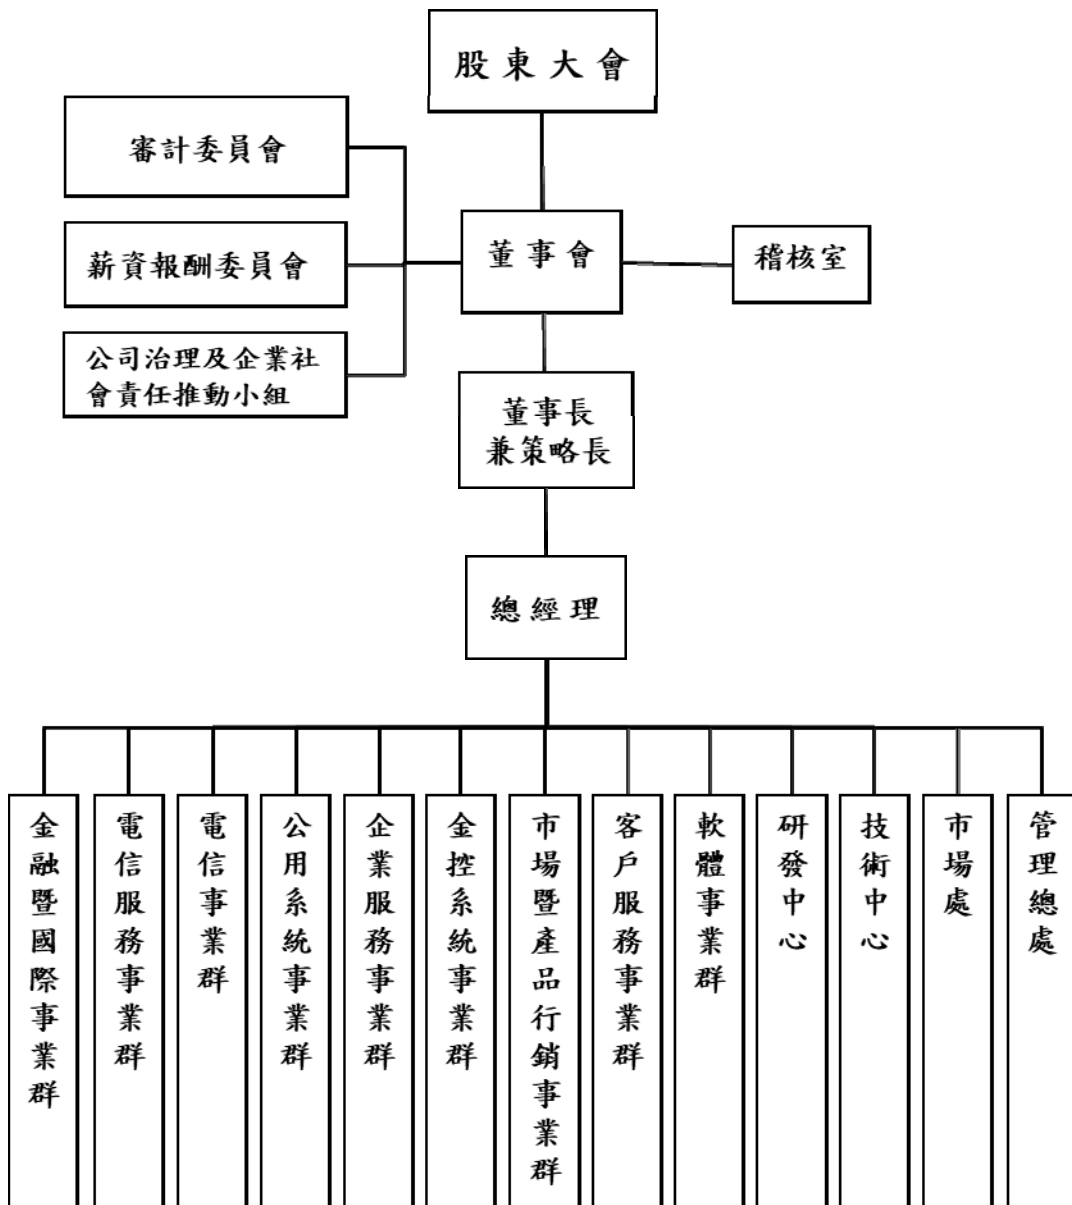 股東大會
審計委員會
董事會
稽核室
薪資報酬委員會
公司治理及企業社
會責任推動小組
董事長
兼策略長
總經理
金融暨國際事業群
電信服務事業群
電信事業群
公用系統事業群
企業服務事業群
金控系統事業群
市場暨產品行銷事業群
客戶服務事業群
軟體事業群
研發中心
技術中心
市場處
管理總處